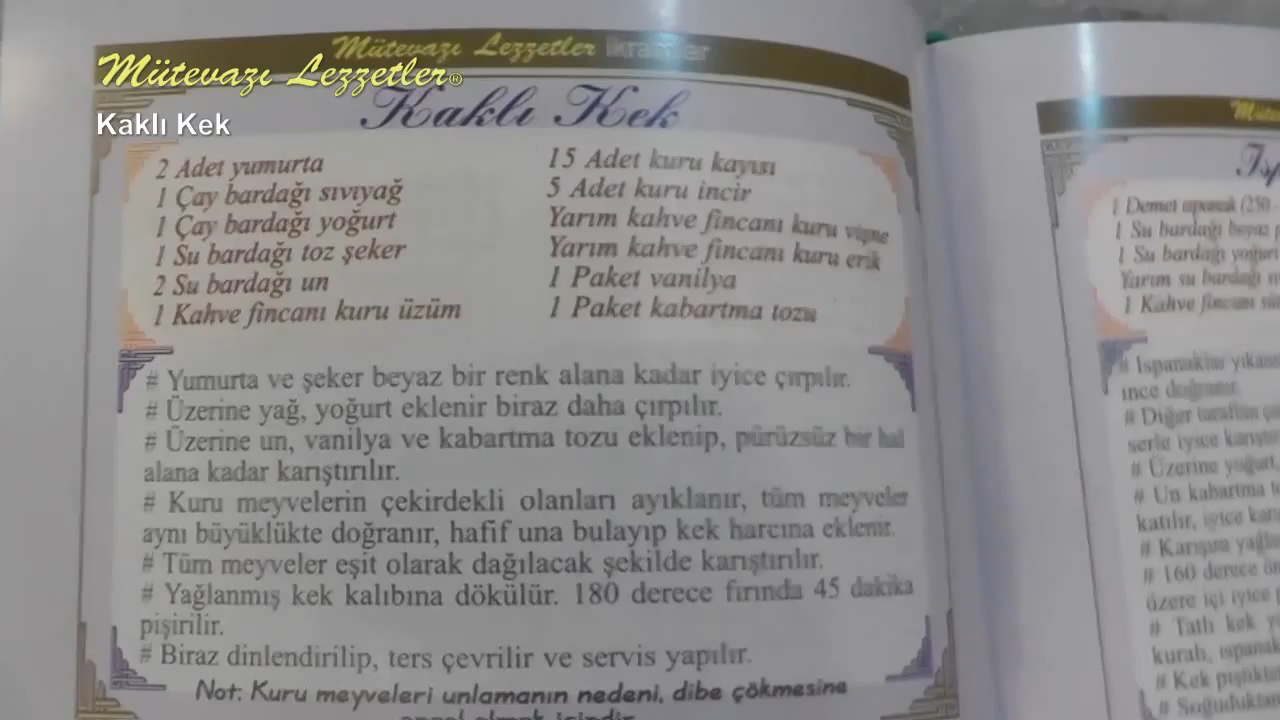 Mütevazı Lezzetler İkramlar
Mütevazı Lezzetler®
Kaklı Kek
Kaklı Kek
2 Adet yumurta
1 Çay bardağı sıvıyağ
1 Çay bardağı yoğurt
1 Su bardağı toz şeker
2 Su bardağı un
1 Kahve fincanı kuru üzüm
15 Adet kuru kayısı
5 Adet kuru incir
Yarım kahve fincanı kuru vişne
Yarım kahve fincanı kuru erik
1 Paket vanilya
1 Paket kabartma tozu
# Yumurta ve şeker beyaz bir renk alana kadar iyice çırpılır.
# Üzerine yağ, yoğurt eklenir biraz daha çırpılır.
# Üzerine un, vanilya ve kabartma tozu eklenip, pürüzsüz bir hal
alana kadar karıştırılır.
# Kuru meyvelerin çekirdekli olanları ayıklanır, tüm meyveler
aynı büyüklükte doğranır, hafif una bulayıp kek harcına eklenir.
# Tüm meyveler eşit olarak dağılacak şekilde karıştırılır.
# Yağlanmış kek kalıbına dökülür. 180 derece fırında 45 dakika
pişirilir.
# Biraz dinlendirilip, ters çevrilir ve servis yapılır.
Not: Kuru meyveleri unlamanın nedeni, dibe çökmesine
engel olmak içindir.
1 Demet ıspanak (250
1 Su bardağı beyaz
1 Su bardağı yoğurt
Yarım su bardağı
1 Kahve fincanı
# Ispanaklar
ince doğranır.
# Diğer taraftan
serle iyice
# Üzerine yoğurt,
# Un kabartma
katılır, iyice
# Karışım
# 160 derece
üzere içi iyice
# Tatlı kek
# Kek
#